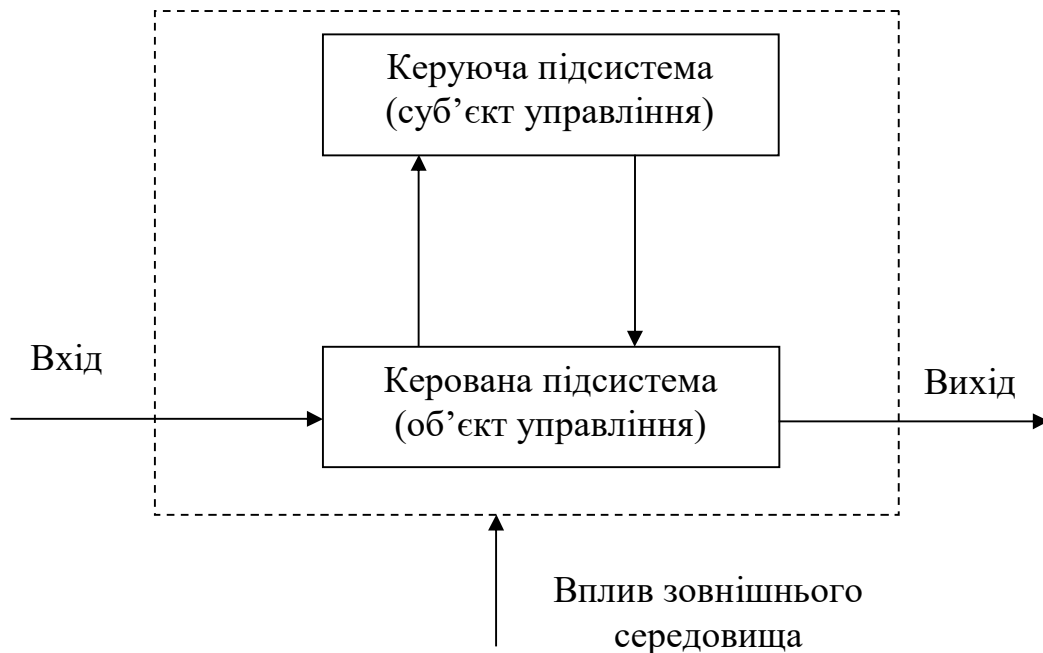 Керуюча підсистема
(суб’єкт управління)
Вхід
Керована підсистема
(об’єкт управління)
Вихід
Вплив зовнішнього
середовища